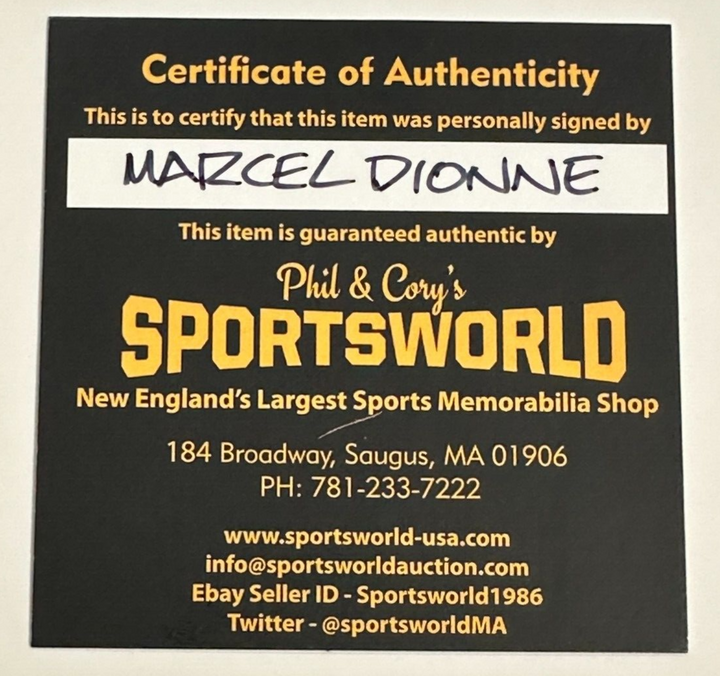 Certificate of Authenticity
This is to certify that this item was personally signed by
MARCEL DIONNE
This item is guaranteed authentic by
Phil & Cory's
SPORTSWORLD
New England's Largest Sports Memorabilia Shop
184 Broadway, Saugus, MA 01906
PH: 781-233-7222
www.sportsworld-usa.com
info@sportsworldauction.com
Ebay Seller ID - Sportsworld1986
Twitter - @sportsworldMA